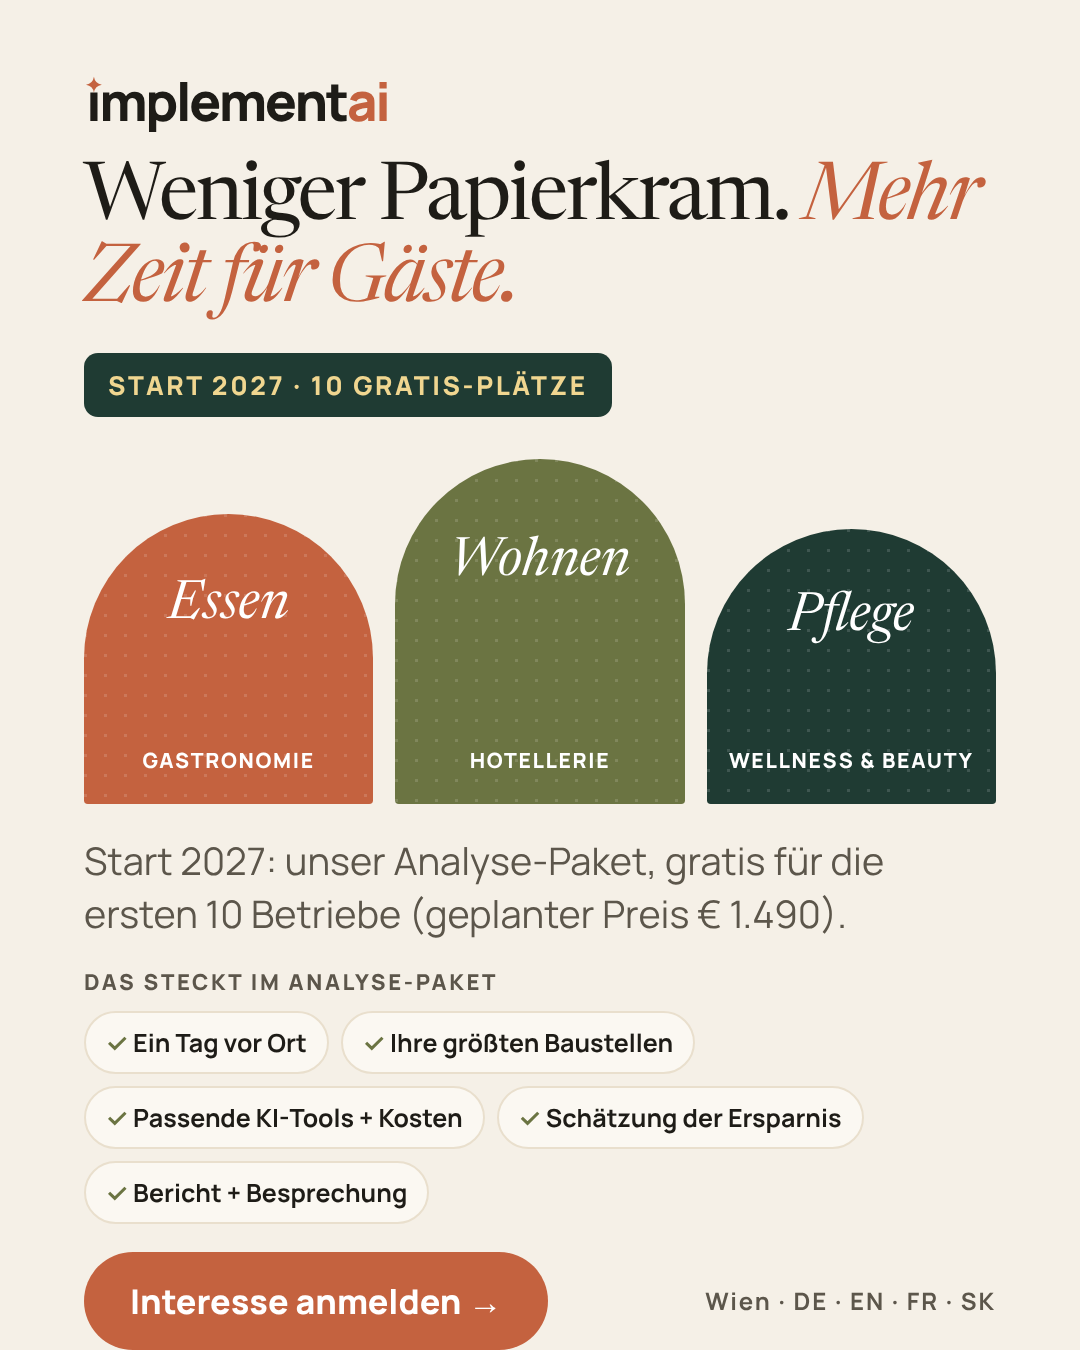 implementai
Weniger Papierkram. Mehr
Zeit für Gäste.
START 2027 · 10 GRATIS-PLÄTZE
Essen
GASTRONOMIE
Wohnen
HOTELLERIE
Pflege
WELLNESS & BEAUTY
Start 2027: unser Analyse-Paket, gratis für die
ersten 10 Betriebe (geplanter Preis € 1.490).
DAS STECKT IM ANALYSE-PAKET
✓ Ein Tag vor Ort
✓ Ihre größten Baustellen
✓ Passende KI-Tools + Kosten
✓ Schätzung der Ersparnis
✓ Bericht + Besprechung
Interesse anmelden →
Wien · DE · EN · FR · SK